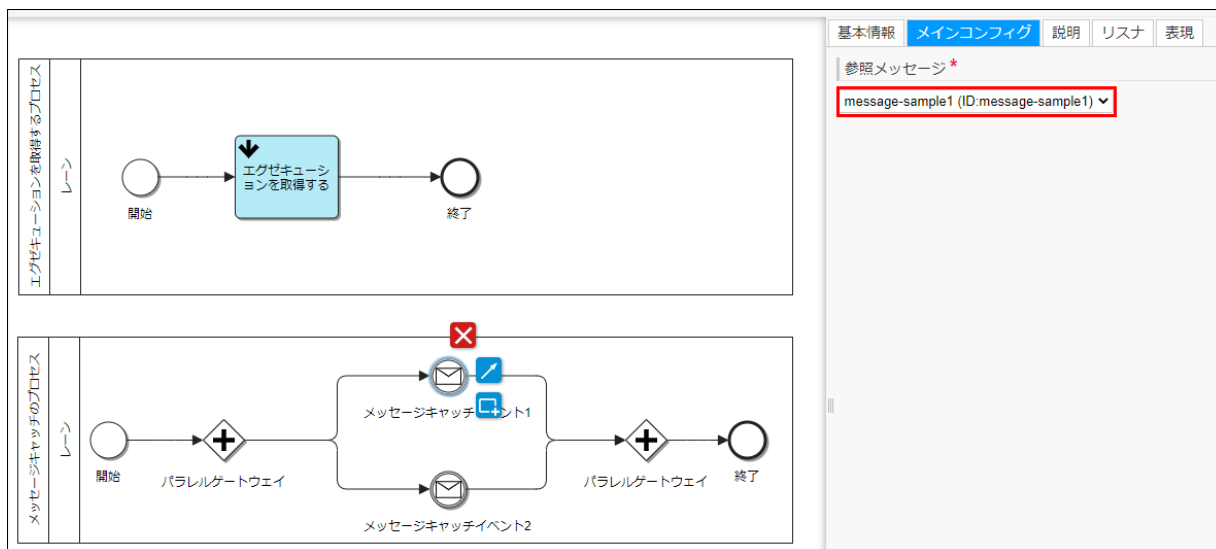 基本情報
メインコンフィグ
説明
リスナ
表現
参照メッセージ*
message-sample1 (ID:message-sample1)
エグゼキューションを取得するプロセス
レーン
開始
エグゼキューシ
ョンを取得する
終了
メッセージキャッチのプロセス
レーン
開始
パラレルゲートウェイ
メッセージキャッチ
ント1
メッセージキャッチイベント2
パラレルゲートウェイ
終了